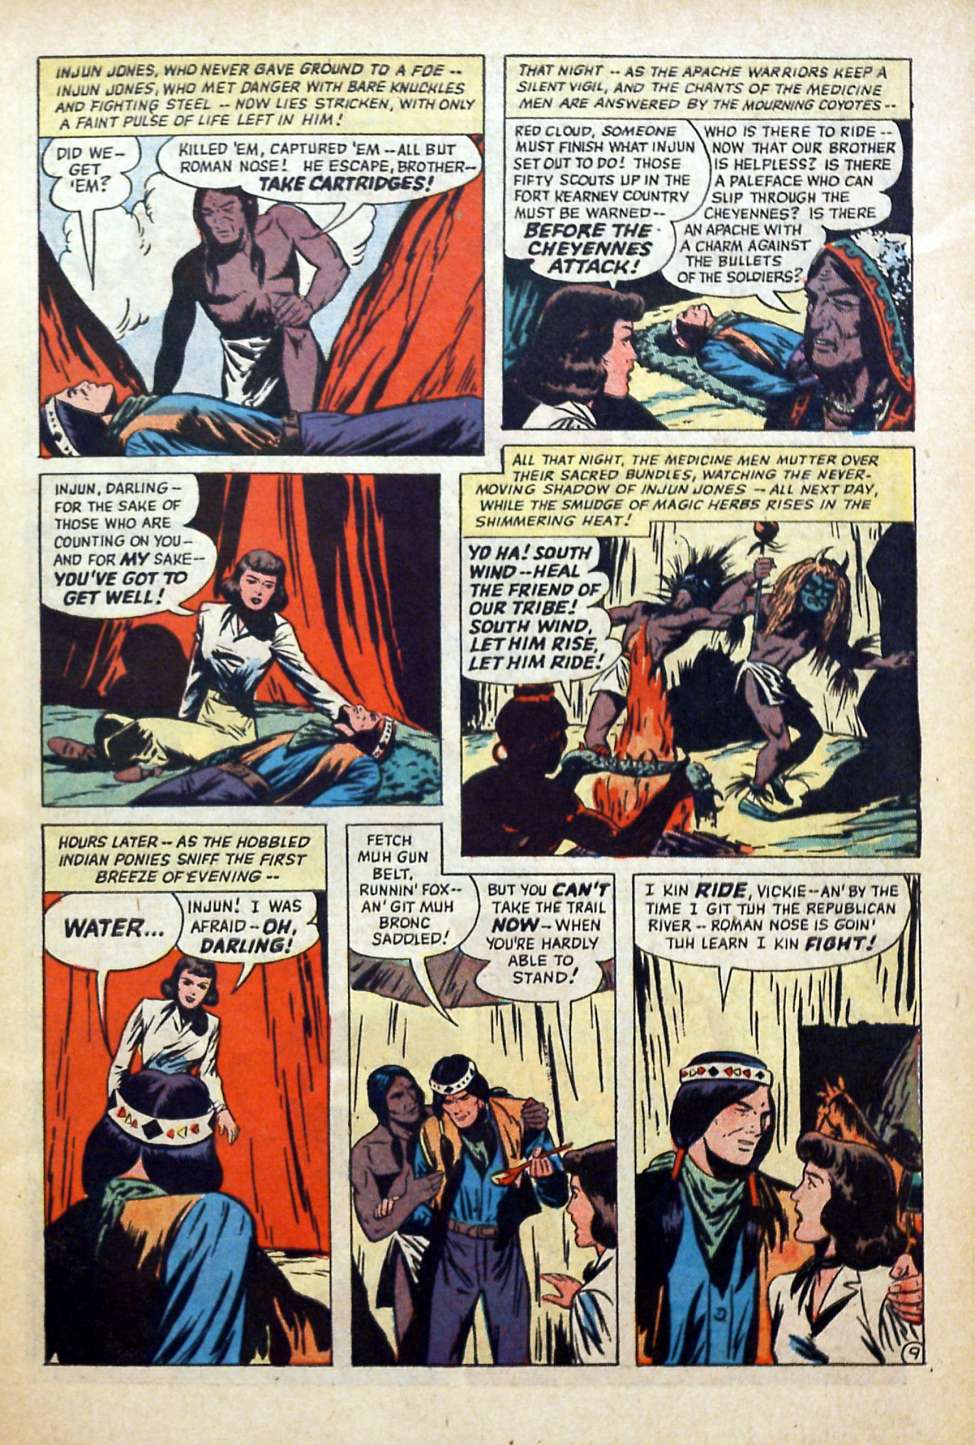 INJUN JONES, WHO NEVER GAVE GROUND TO A FOE --
INJUN JONES, WHO MET DANGER WITH BARE KNUCKLES
AND FIGHTING STEEL -- NOW LIES STRICKEN, WITH ONLY
A FAINT PULSE OF LIFE LEFT IN HIM!
DID WE--
GET
'EM?
KILLED 'EM, CAPTURED 'EM -- ALL BUT
ROMAN NOSE! HE ESCAPE, BROTHER--
TAKE CARTRIDGES!
THAT NIGHT -- AS THE APACHE WARRIORS KEEP A
SILENT VIGIL, AND THE CHANTS OF THE MEDICINE
MEN ARE ANSWERED BY THE MOURNING COYOTES --
RED CLOUD, SOMEONE
MUST FINISH WHAT INJUN
SET OUT TO DO! THOSE
FIFTY SCOUTS UP IN THE
FORT KEARNEY COUNTRY
MUST BE WARNED--
BEFORE THE
CHEYENNES
ATTACK!
WHO IS THERE TO RIDE --
NOW THAT OUR BROTHER
IS HELPLESS? IS THERE
A PALEFACE WHO CAN
SLIP THROUGH THE
CHEYENNES? IS THERE
AN APACHE WITH
A CHARM AGAINST
THE BULLETS
OF THE SOLDIERS?
INJUN, DARLING --
FOR THE SAKE OF
THOSE WHO ARE
COUNTING ON YOU--
AND FOR MY SAKE--
YOU'VE GOT TO
GET WELL!
ALL THAT NIGHT, THE MEDICINE MEN MUTTER OVER
THEIR SACRED BUNDLES, WATCHING THE NEVER-
MOVING SHADOW OF INJUN JONES -- ALL NEXT DAY,
WHILE THE SMUDGE OF MAGIC HERBS RISES IN THE
SHIMMERING HEAT!
YO HA! SOUTH
WIND--HEAL
THE FRIEND OF
OUR TRIBE!
SOUTH WIND,
LET HIM RISE,
LET HIM RIDE!
HOURS LATER -- AS THE HOBBLED
INDIAN PONIES SNIFF THE FIRST
BREEZE OF EVENING --
WATER...
INJUN! I WAS
AFRAID -- OH,
DARLING!
FETCH
MUH GUN
BELT,
RUNNIN' FOX--
AN' GIT MUH
BRONC
SADDLED!
BUT YOU CAN'T
TAKE THE TRAIL
NOW -- WHEN
YOU'RE HARDLY
ABLE TO
STAND!
I KIN RIDE, VICKIE -- AN' BY THE
TIME I GIT TUH THE REPUBLICAN
RIVER -- ROMAN NOSE IS GOIN'
TUH LEARN I KIN FIGHT!
9